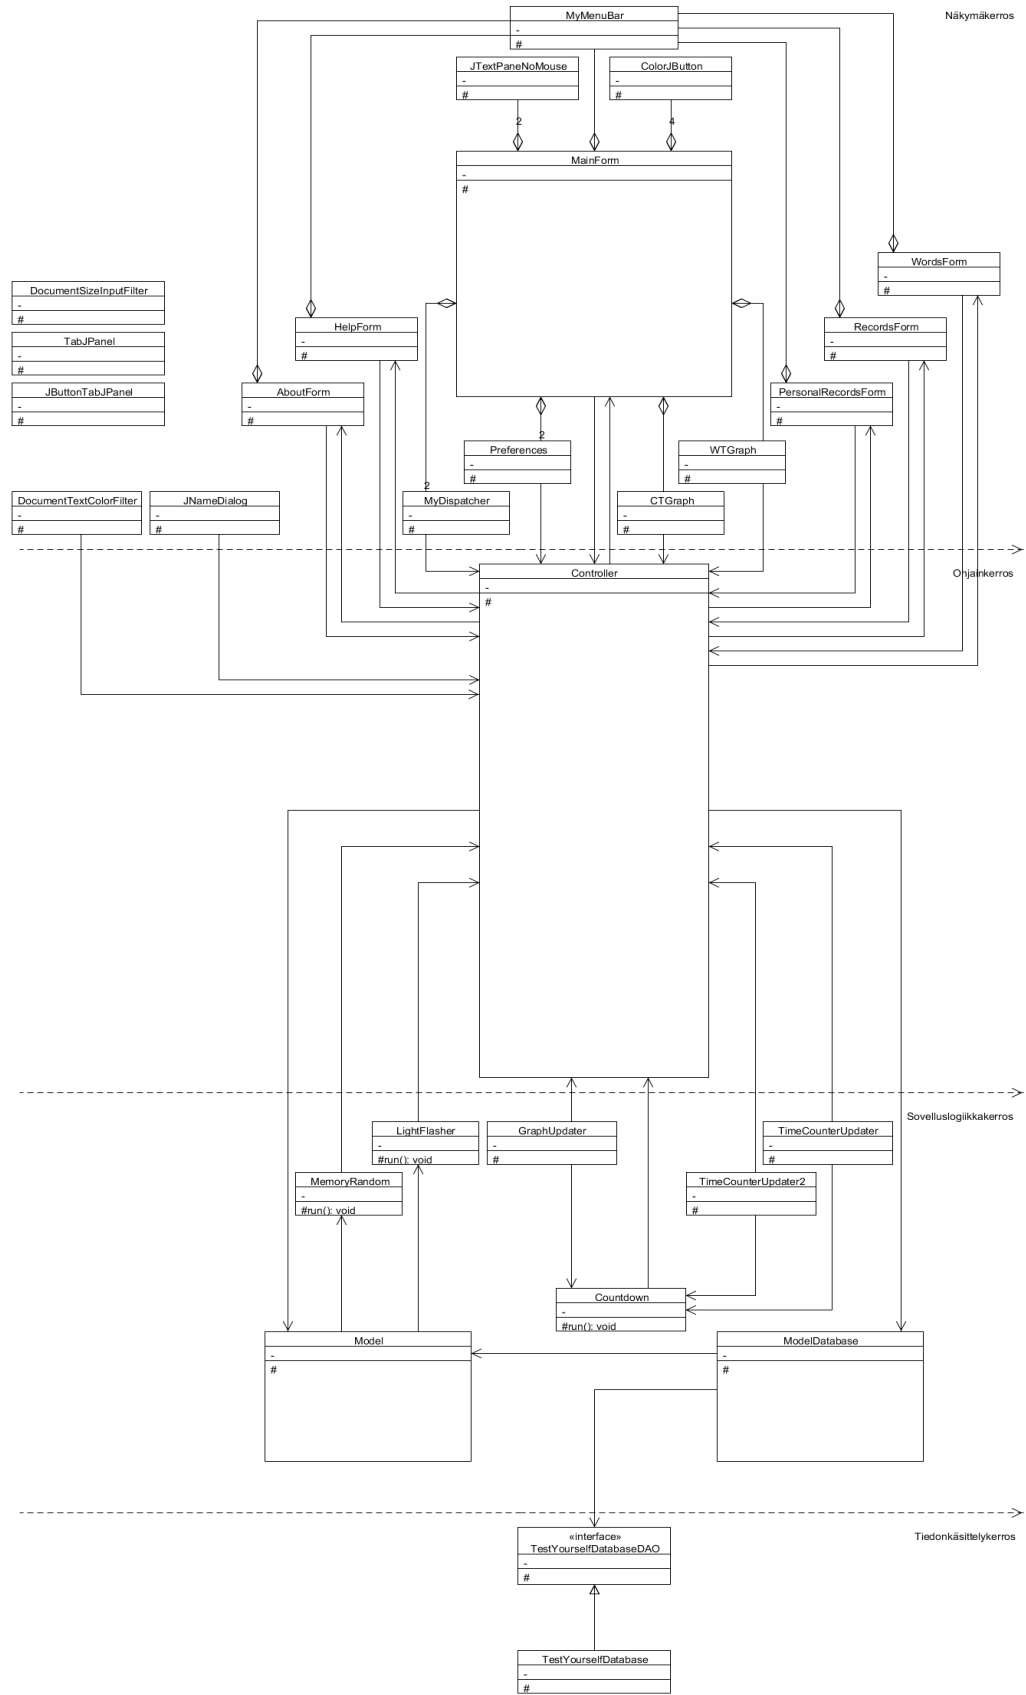 MyMenuBar
-
#
Näkymäkerros
JTextPaneNoMouse
-
#
ColorJButton
-
#
2
4
MainForm
-
#
WordsForm
-
#
DocumentSizeInputFilter
-
#
HelpForm
-
#
RecordsForm
-
#
TabJPanel
-
#
JButtonTabJPanel
-
#
AboutForm
-
#
PersonalRecordsForm
-
#
2
Preferences
-
#
WTGraph
-
#
2
DocumentTextColorFilter
-
#
JNameDialog
-
#
MyDispatcher
-
#
CTGraph
-
#
Controller
-
#
Ohjainkerros
Sovelluslogiikkakerros
LightFlasher
-
#run(): void
GraphUpdater
-
#
TimeCounterUpdater
-
#
MemoryRandom
-
#run(): void
TimeCounterUpdater2
-
#
Countdown
-
#run(): void
Model
-
#
ModelDatabase
-
#
Tiedonkäsittelykerros
«interface»
TestYourselfDatabaseDAO
-
#
TestYourselfDatabase
-
#